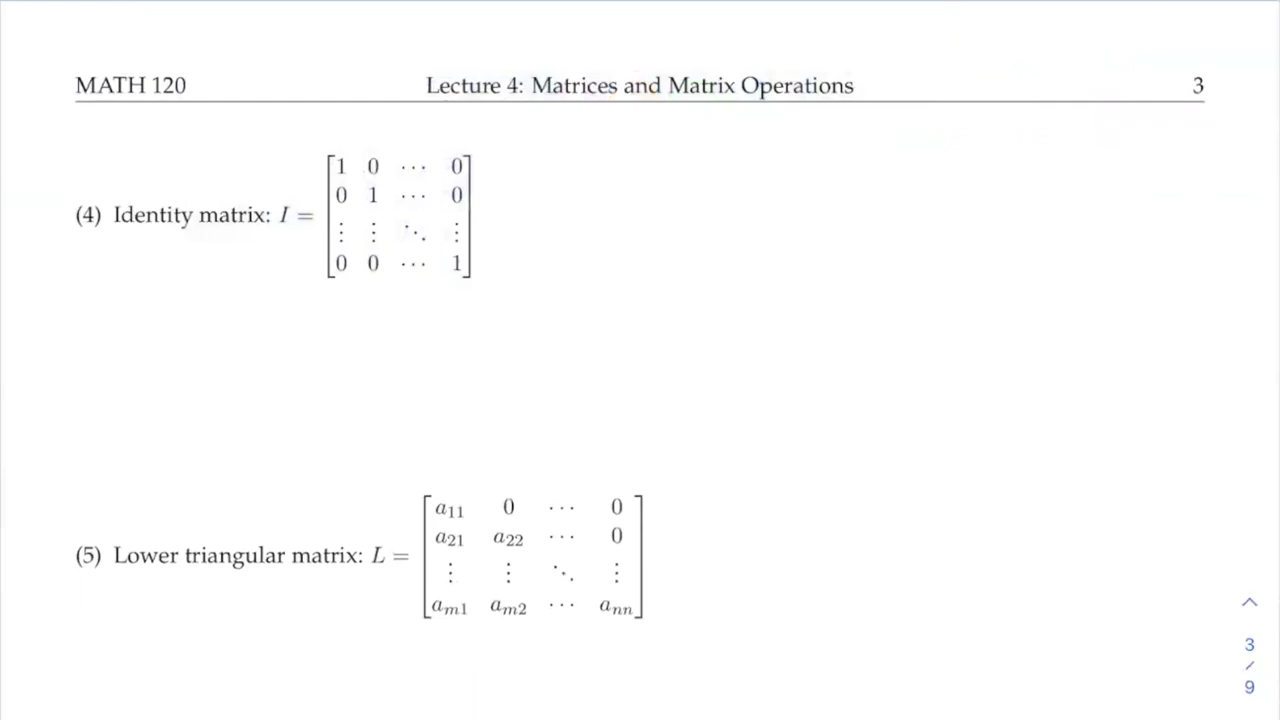 MATH 120 Lecture 4: Matrices and Matrix Operations 3
(4) Identity matrix: I =
[1 0 ⋯ 0]
[0 1 ⋯ 0]
[⋮ ⋮ ⋱ ⋮]
[0 0 ⋯ 1]
(5) Lower triangular matrix: L =
[a₁₁ 0 ⋯ 0]
[a₂₁ a₂₂ ⋯ 0]
[⋮ ⋮ ⋱ ⋮]
[aₘ₁ aₘ₂ ⋯ aₙₙ]
3
/
9